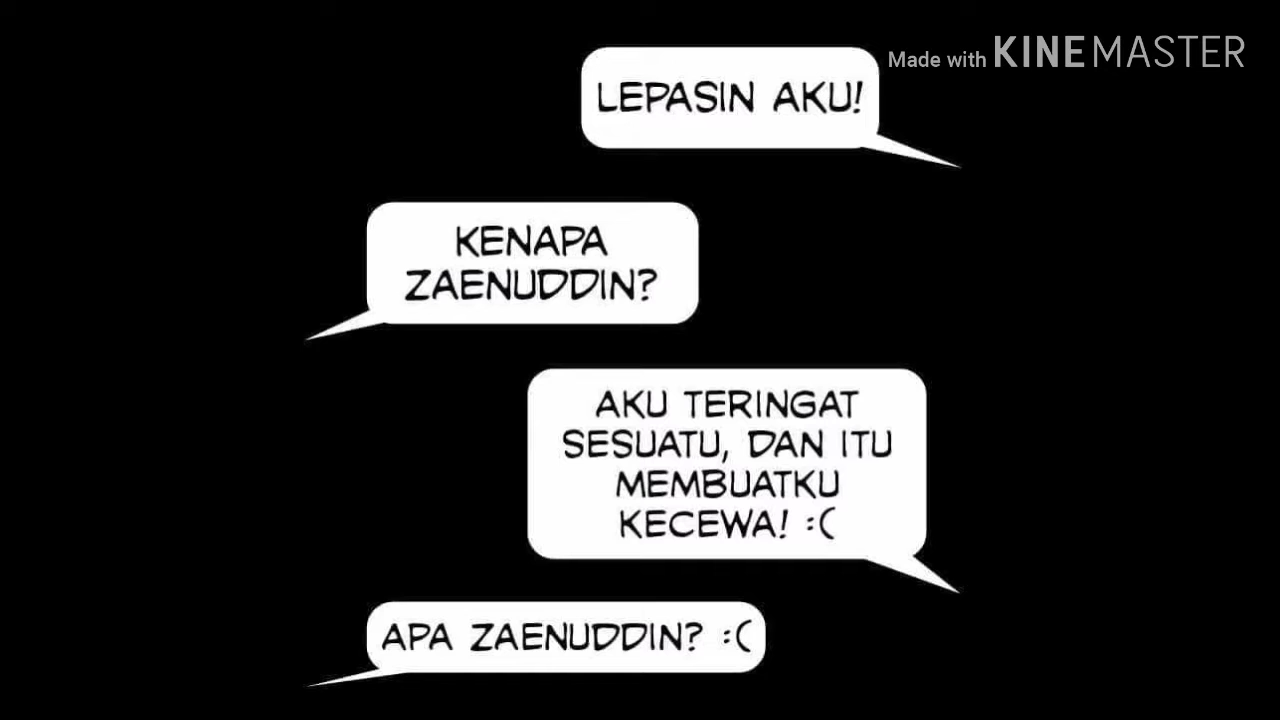 Made with KINEMASTER
LEPASIN AKU!
KENAPA
ZAENUDDIN?
AKU TERINGAT
SESUATU, DAN ITU
MEMBUATKU
KECEWA! :(
APA ZAENUDDIN? :(